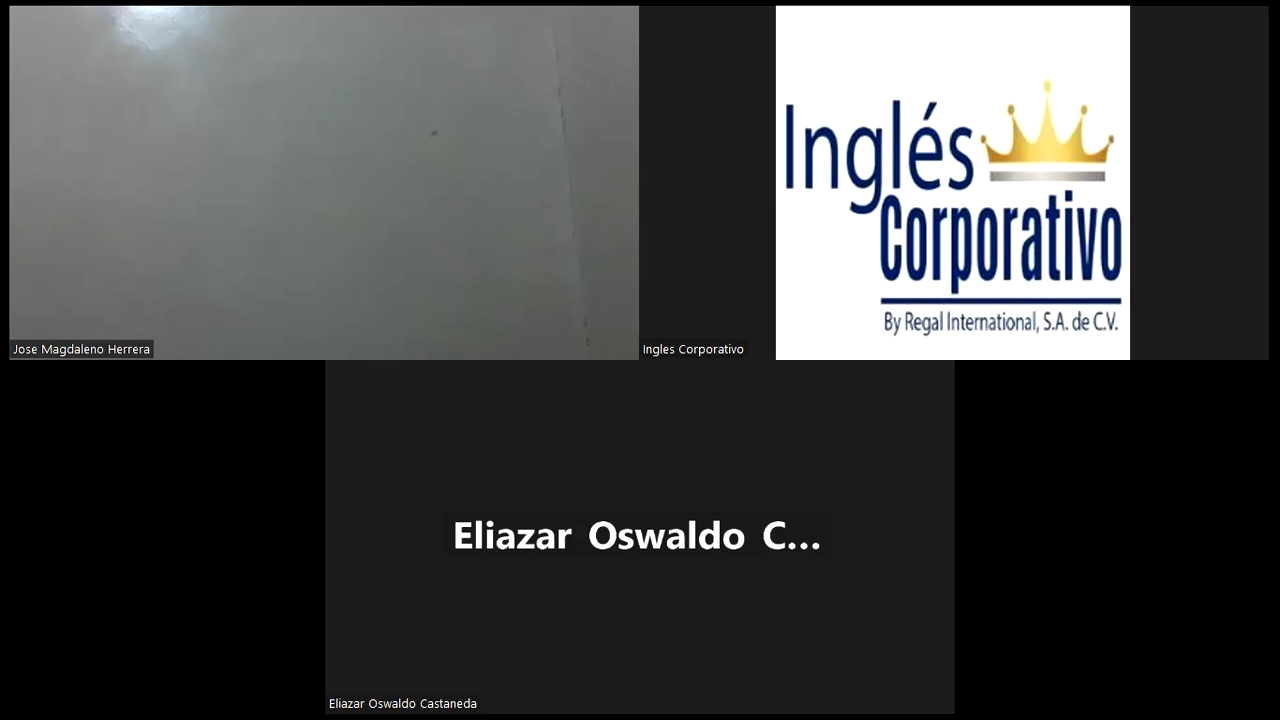 Inglés
Corporativo
By Regal International, S.A. de C.V.
Jose Magdaleno Herrera
Ingles Corporativo
Eliazar Oswaldo C...
Eliazar Oswaldo Castaneda